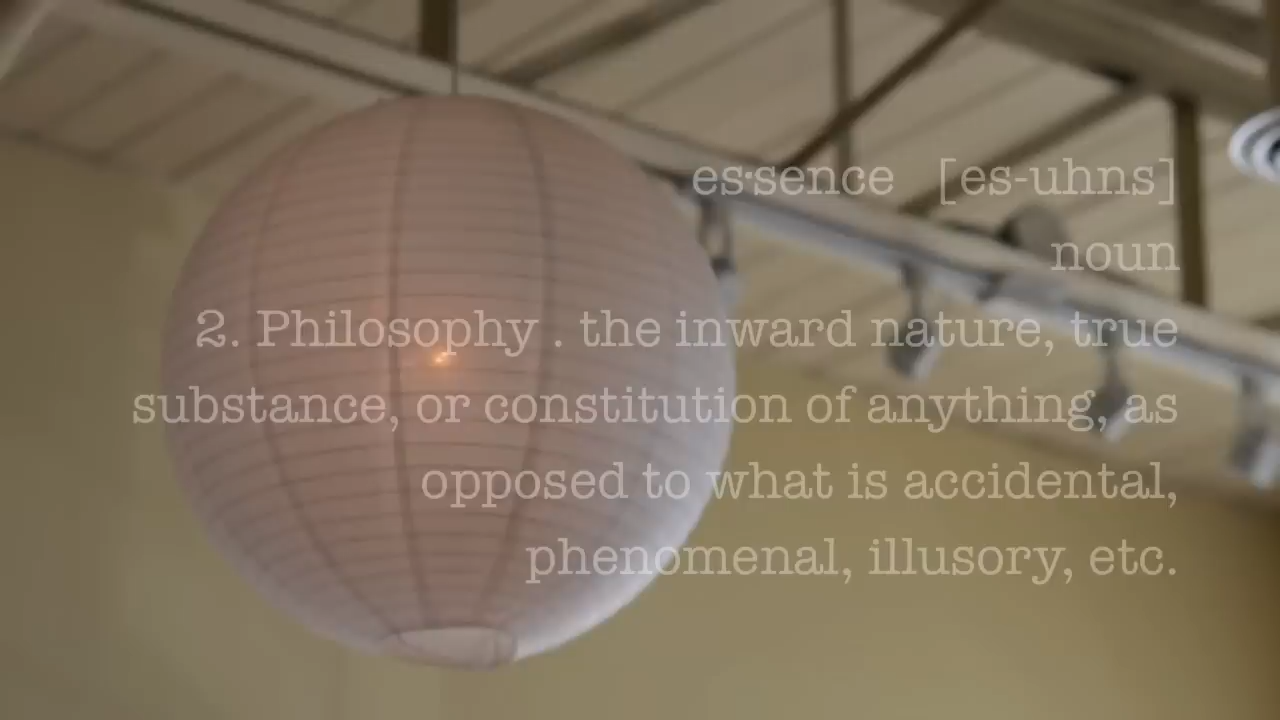 es·sence [es-uhns]
noun
2. Philosophy . the inward nature, true
substance, or constitution of anything, as
opposed to what is accidental,
phenomenal, illusory, etc.